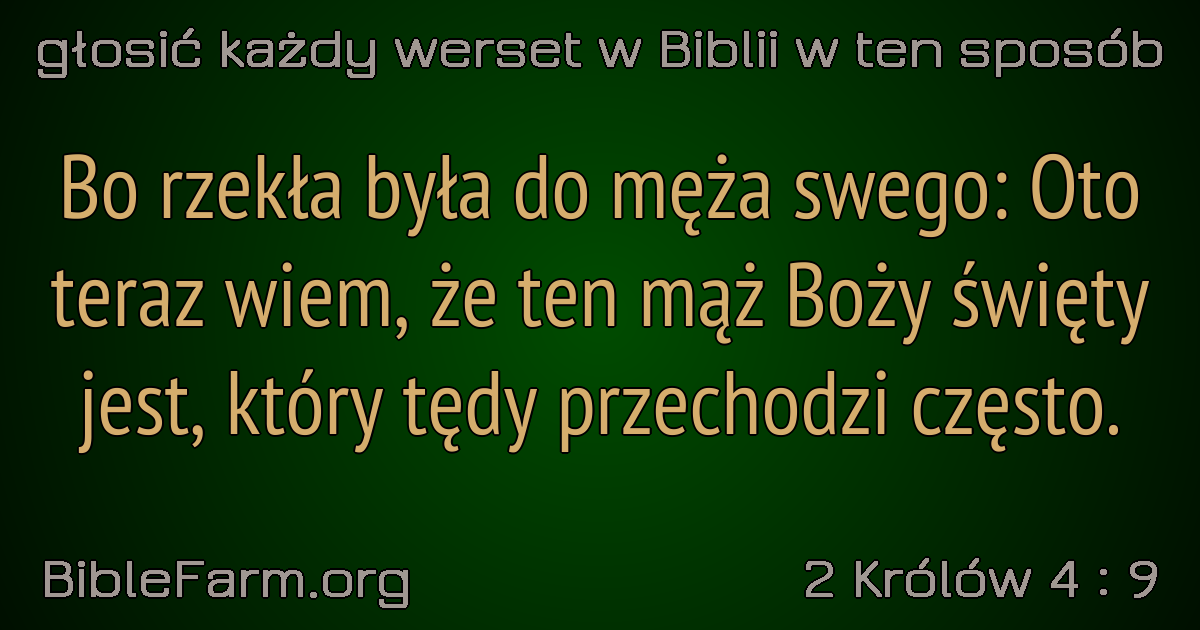 głosić każdy werset w Biblii w ten sposób
Bo rzekła była do męża swego: Oto
teraz wiem, że ten mąż Boży święty
jest, który tędy przechodzi często.
BibleFarm.org
2 Królów 4 : 9